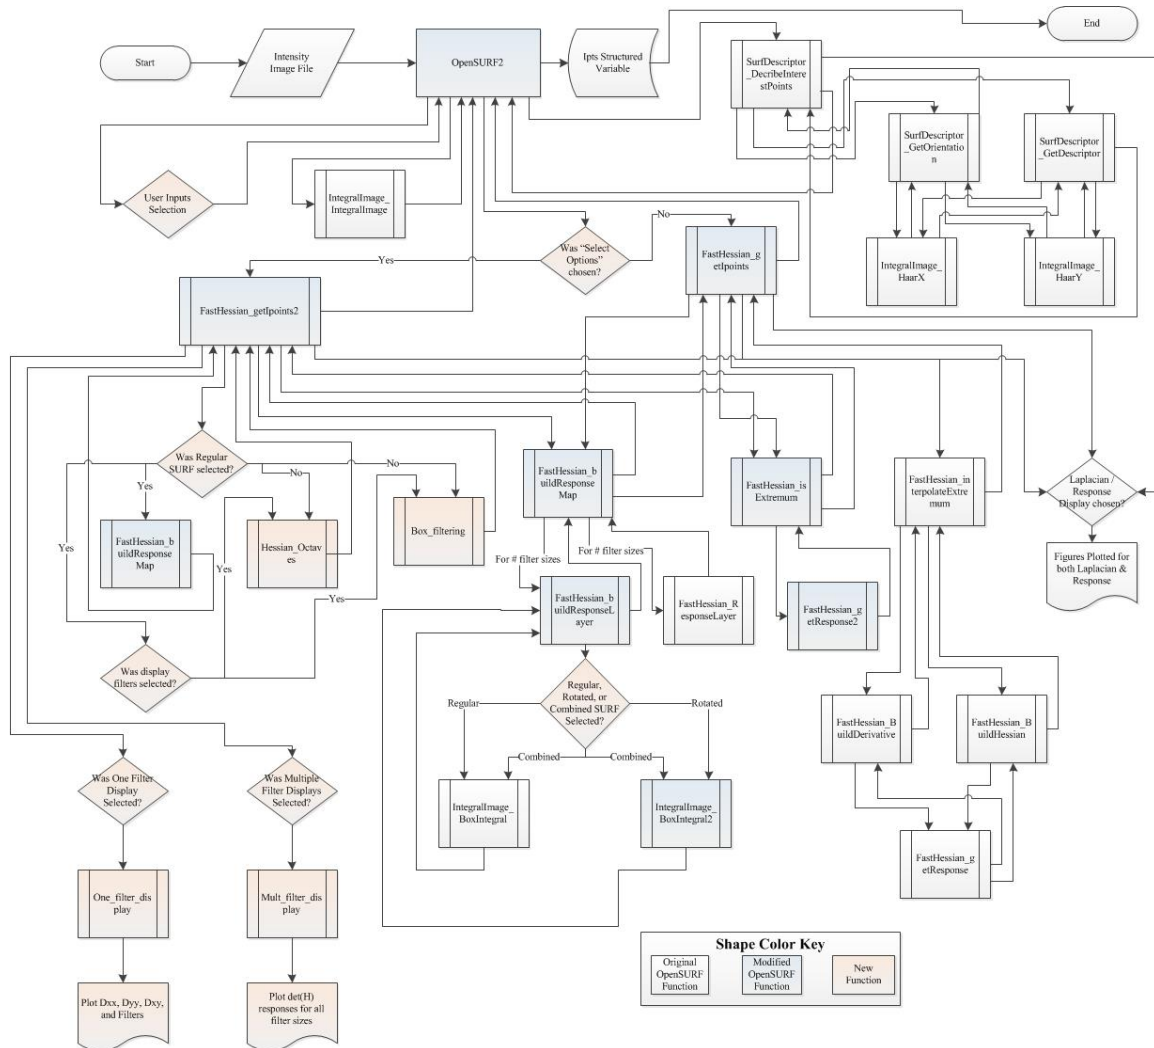 End
Start
Intensity
Image File
OpenSURF2
Ipts Structured
Variable
SurfDescriptor
_DecribeInterest
Points
SurfDescriptor
_GetOrientatio
n
SurfDescriptor
_GetDescriptor
User Inputs
Selection
IntegralImage_
IntegralImage
IntegralImage_
HaarX
IntegralImage_
HaarY
No
Yes
Was “Select
Options”
chosen?
FastHessian_g
etIpoints
FastHessian_getIpoints2
Was Regular
SURF selected?
No
No
Yes
Yes
Yes
Yes
FastHessian_b
uildResponse
Map
Hessian_Octav
es
Box_filtering
FastHessian_b
uildResponse
Map
FastHessian_is
Extremum
FastHessian_in
terpolateExtre
mum
Laplacian /
Response
Display chosen?
Figures Plotted for
both Laplacian &
Response
For # filter sizes
For # filter sizes
FastHessian_b
uildResponseL
ayer
FastHessian_R
esponseLayer
FastHessian_g
etResponse2
Was display
filters selected?
Regular,
Rotated, or
Combined SURF
Selected?
Regular
Rotated
Combined
Combined
FastHessian_B
uildDerivative
FastHessian_B
uildHessian
Was One Filter
Display
Selected?
Was Multiple
Filter Displays
Selected?
IntegralImage_
BoxIntegral
IntegralImage_
BoxIntegral2
FastHessian_g
etResponse
One_filter_dis
play
Mult_filter_di
splay
Plot Dxx, Dyy, Dxy,
and Filters
Plot det(H)
responses for all
filter sizes
Shape Color Key
Original
OpenSURF
Function
Modified
OpenSURF
Function
New
Function